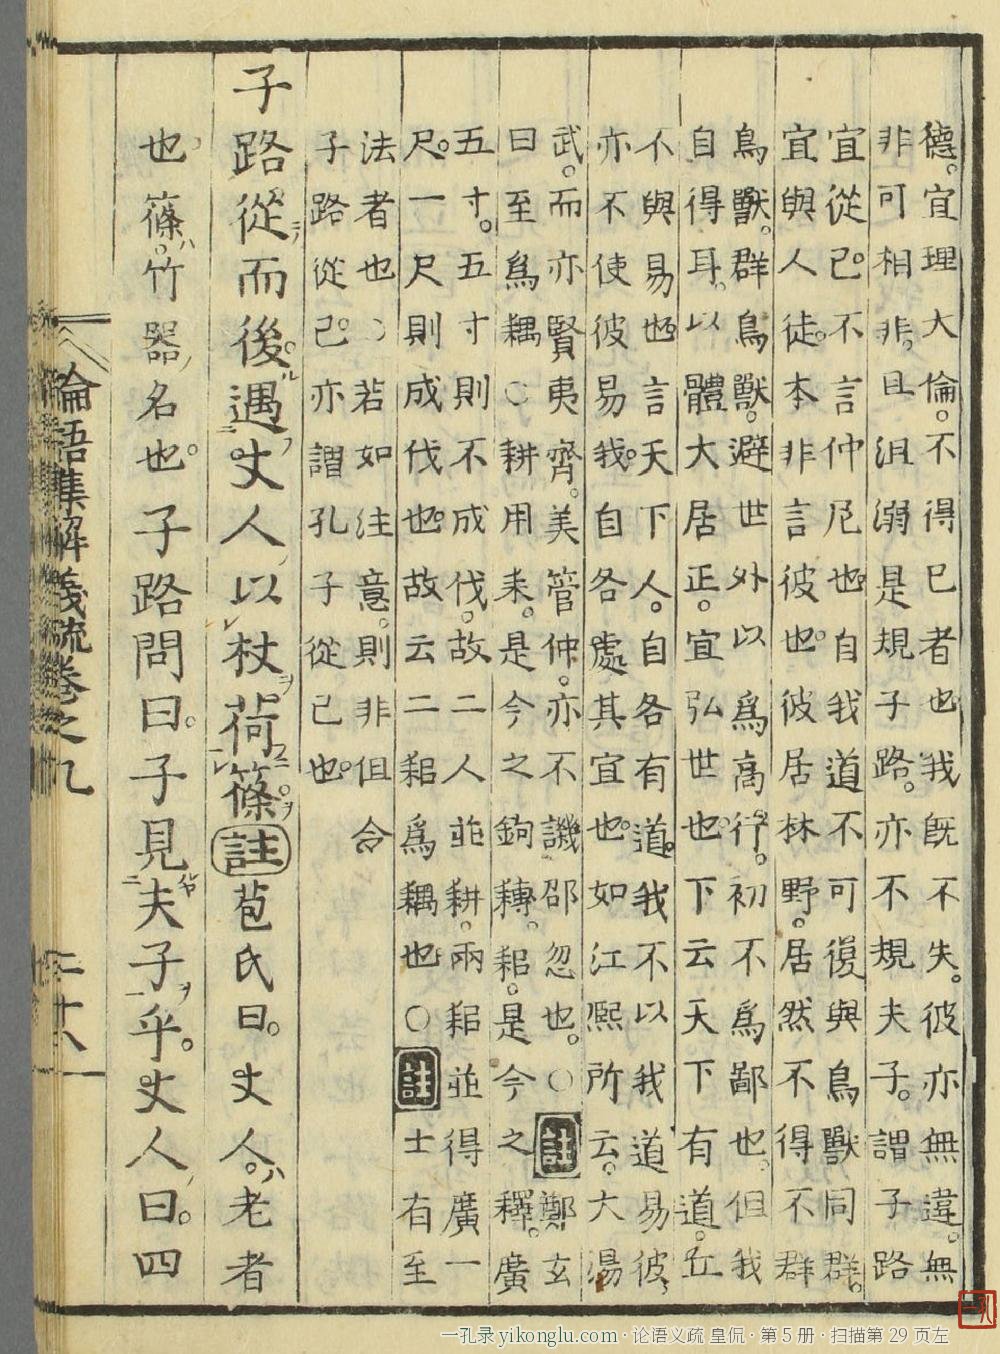 德。宜理大倫。不得已者也我既不失。彼亦無違。無
非可相非。且沮溺是規子路。亦不規夫子。謂子路
宜從己。不言仲尼也。自我道不可復與鳥獸同群。
宜與人徒。本非言彼也。彼居林野。居然不得不群
鳥獸。群鳥獸。避世外以爲高行。初不爲鄙也。但我
自得耳。以體大居正。宜弘世也。下云天下有道。丘
不與易也言天下人。自各有道。我不以我道易彼、
亦不使彼易我。自各處其宜也。如江熙所云。大湯
武。而亦賢夷齊。美管仲。亦不譏邵忽也。○註鄭玄
曰至爲耦○耕用耒。是今之鉤耩。耜。是今之釋。廣
五寸。五寸則不成伐。故二人並耕。兩耜並得廣一
尺。一尺則成伐也。故云二耜爲耦也○註士有至
法者也○若如注意。則非但令
子路從己。亦謂孔子從己也。
子路從而後。遇丈人以杖荷篠。註苞氏曰。丈人。老者
也篠。竹器名也。子路問曰。子見夫子乎。丈人曰。四
論語集解義疏卷之九
二十八
一孔录 yikonglu.com·论语义疏 皇侃·第5册·扫描第29页左